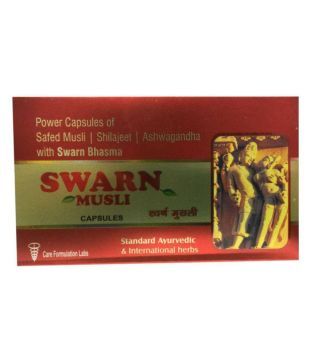 Power Capsules of
Safed Musli | Shilajeet | Ashwagandha
with Swarn Bhasma
SWARN
MUSLI
CAPSULES
स्वर्ण मुसली
Standard Ayurvedic
& International herbs
Care Formulation Labs